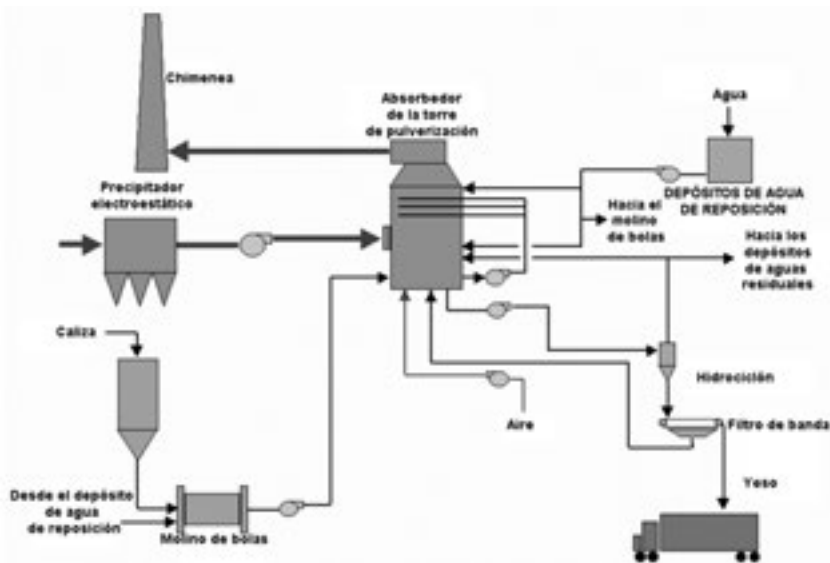 Chimenea
Absorbedor
de la torre
de pulverización
Agua
Precipitador
electroestático
DEPÓSITOS DE AGUA
DE REPOSICIÓN
Hacia el
molino
de bolas
Hacia los
depósitos
de aguas
residuales
Caliza
Hidrociclón
Aire
Filtro de banda
Yeso
Desde el depósito
de agua
de reposición
Molino de bolas